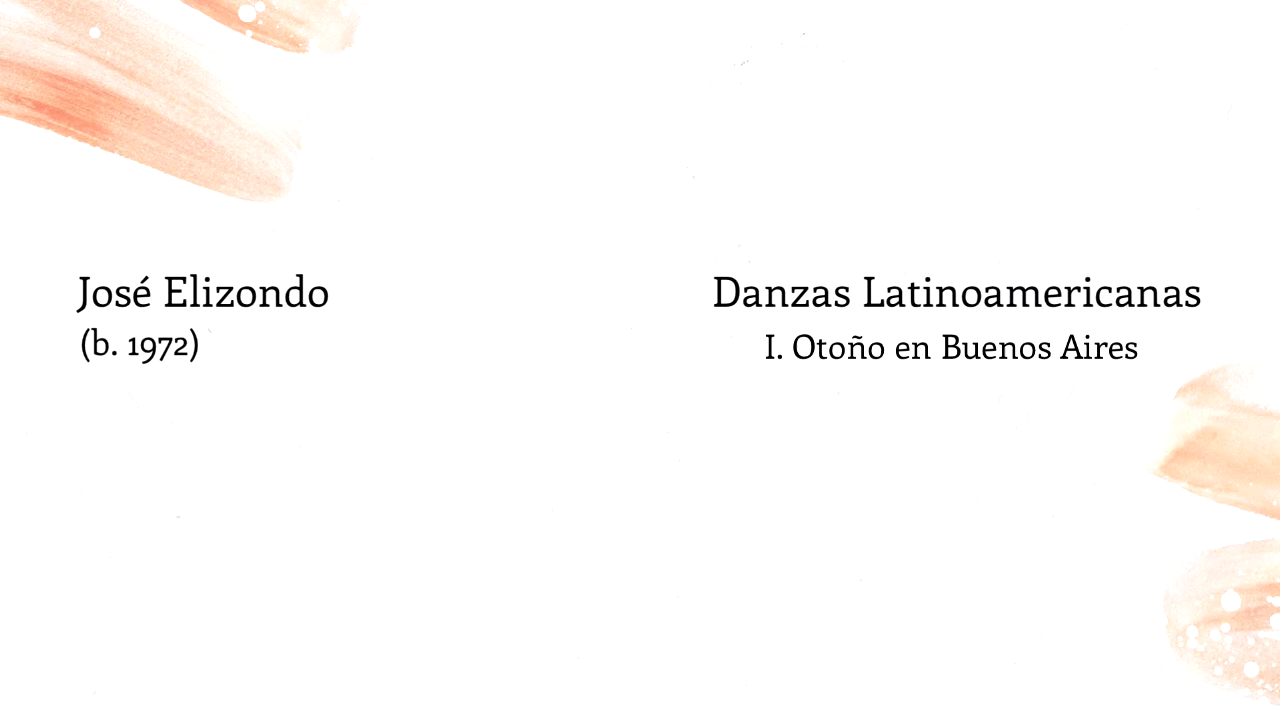 José Elizondo
(b. 1972)
Danzas Latinoamericanas
I. Otoño en Buenos Aires